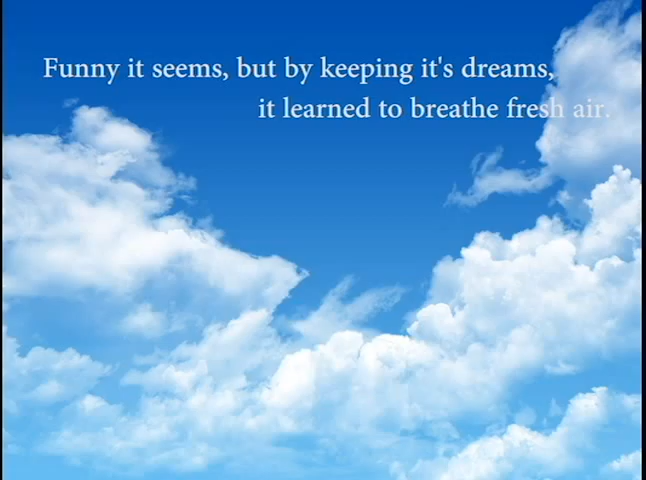 Funny it seems, but by keeping it's dreams,
it learned to breathe fresh air.